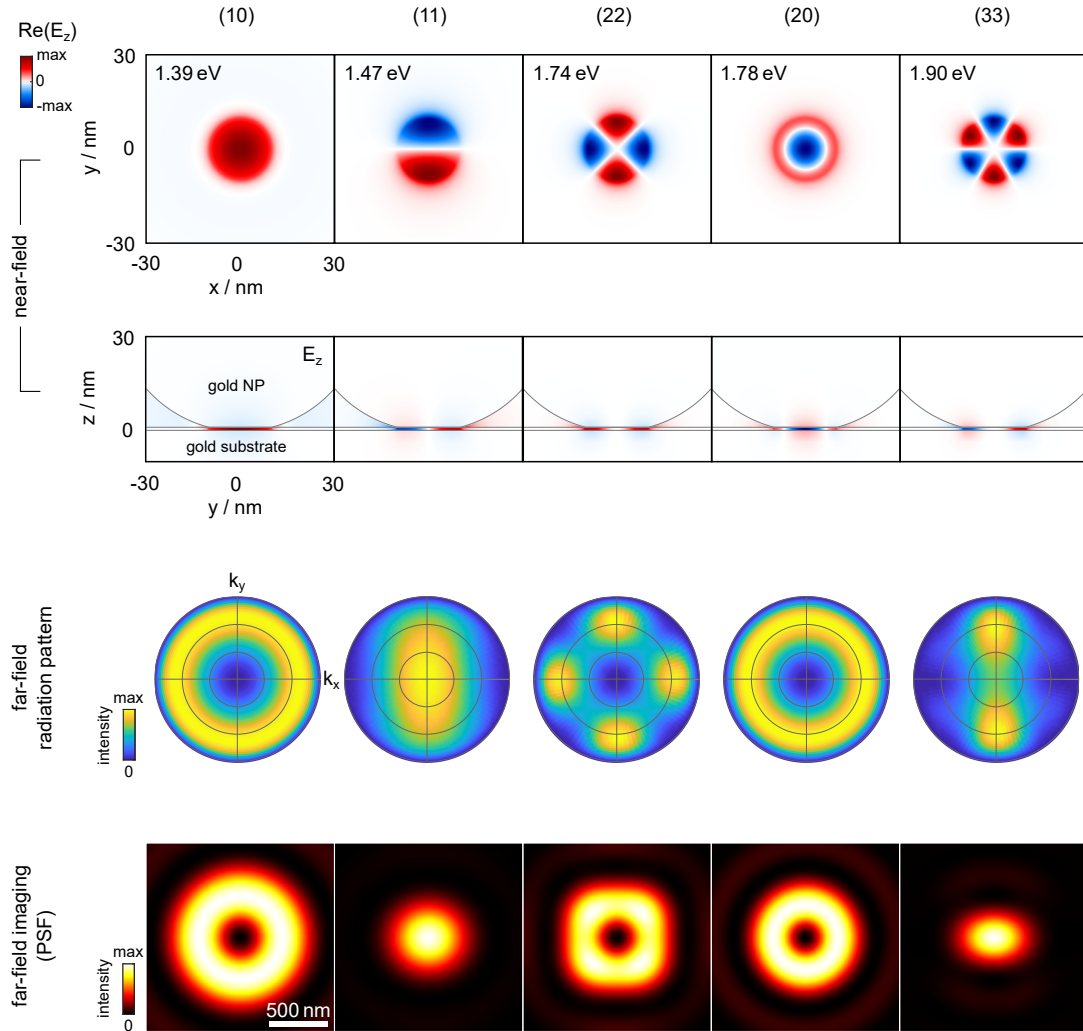 (10) (11) (22) (20) (33)
Re(E_z)
max
0
-max
1.39 eV 1.47 eV 1.74 eV 1.78 eV 1.90 eV
30
0
-30
y / nm
-30 0 30
x / nm
near-field
E_z
gold NP
gold substrate
30
0
z / nm
-30 0 30
y / nm
far-field
radiation pattern
k_y
k_x
max
intensity
0
far-field imaging
(PSF)
max
intensity
0
500 nm